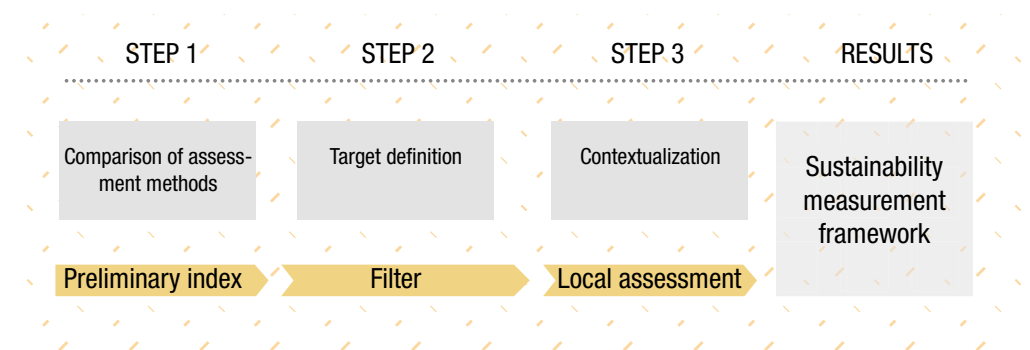 STEP 1
STEP 2
STEP 3
RESULTS
Comparison of assess-
ment methods
Target definition
Contextualization
Sustainability
measurement
framework
Preliminary index
Filter
Local assessment